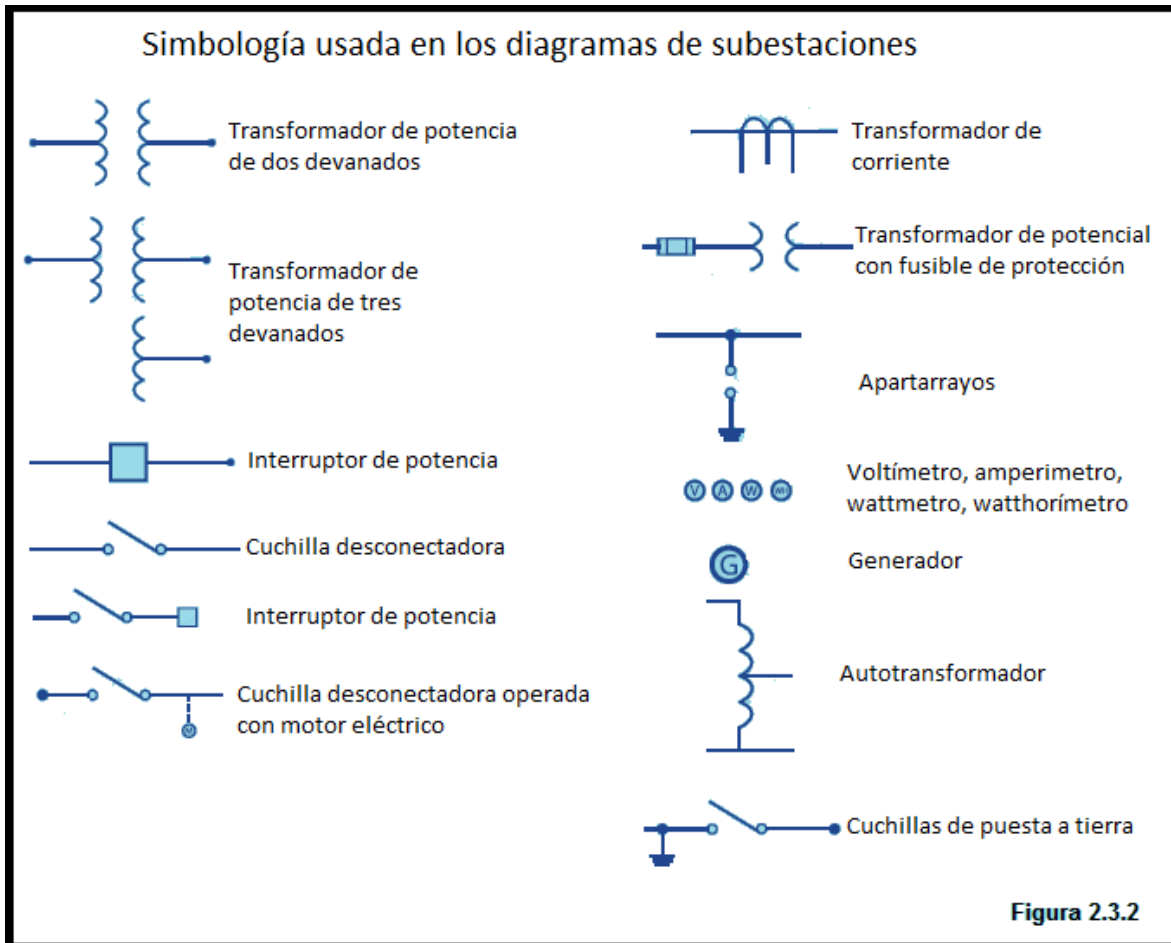 Simbología usada en los diagramas de subestaciones
Transformador de potencia
de dos devanados
Transformador de
potencia de tres
devanados
Interruptor de potencia
Cuchilla desconectadora
Interruptor de potencia
Cuchilla desconectadora operada
con motor eléctrico
M
Transformador de
corriente
Transformador de potencial
con fusible de protección
Apartarrayos
V A W WH
Voltímetro, amperimetro,
wattmetro, watthorímetro
G
Generador
Autotransformador
Cuchillas de puesta a tierra
Figura 2.3.2